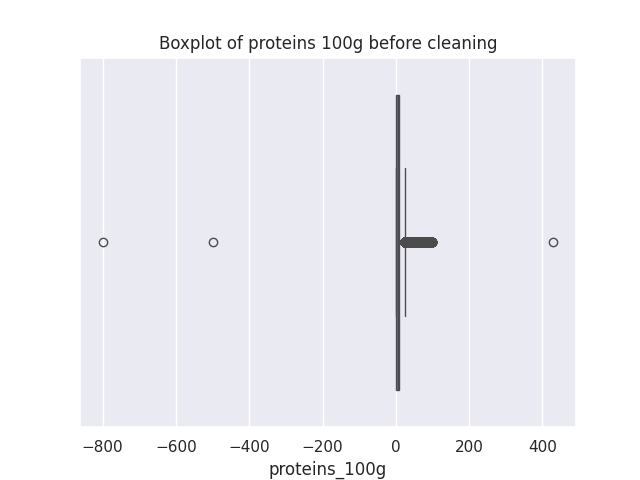 Boxplot of proteins 100g before cleaning
−800 −600 −400 −200 0 200 400
proteins_100g